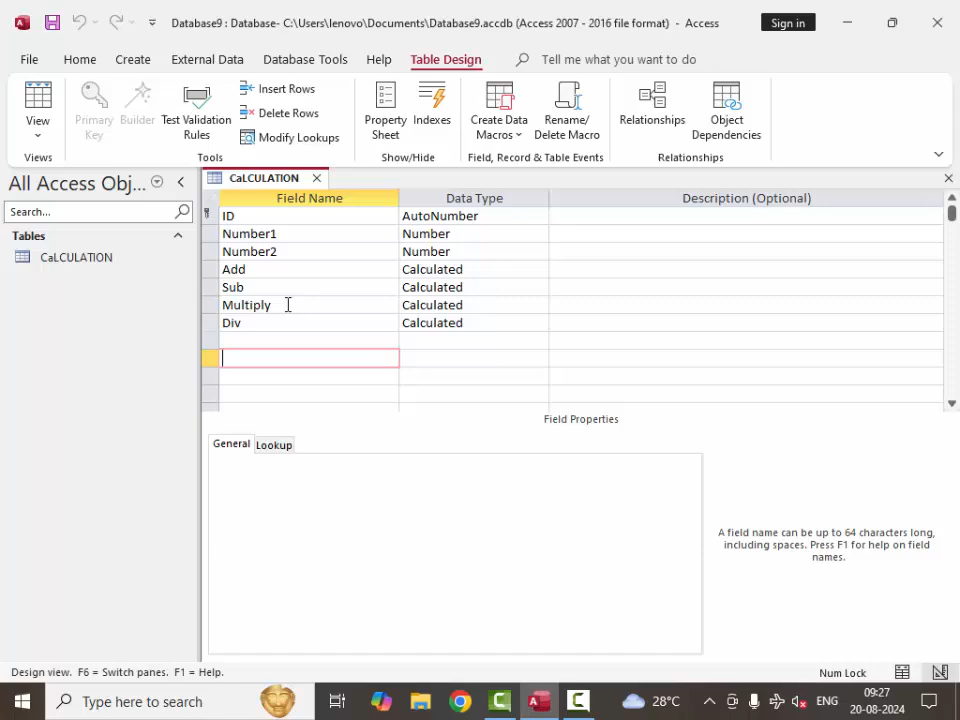 Database9 : Database- C:\Users\lenovo\Documents\Database9.accdb (Access 2007 - 2016 file format) - Access
Sign in
File Home Create External Data Database Tools Help Table Design Tell me what you want to do
View
Views
Primary Key
Builder
Test Validation Rules
Insert Rows
Delete Rows
Modify Lookups
Tools
Property Sheet
Indexes
Show/Hide
Create Data Macros
Rename/ Delete Macro
Field, Record & Table Events
Relationships
Object Dependencies
Relationships
All Access Obj...
Search...
Tables
CaLCULATION
CaLCULATION
Field Name Data Type Description (Optional)
ID AutoNumber
Number1 Number
Number2 Number
Add Calculated
Sub Calculated
Multiply Calculated
Div Calculated
Field Properties
General Lookup
A field name can be up to 64 characters long,
including spaces. Press F1 for help on field
names.
Design view. F6 = Switch panes. F1 = Help.
Num Lock
Type here to search
28°C
ENG
09:27
20-08-2024